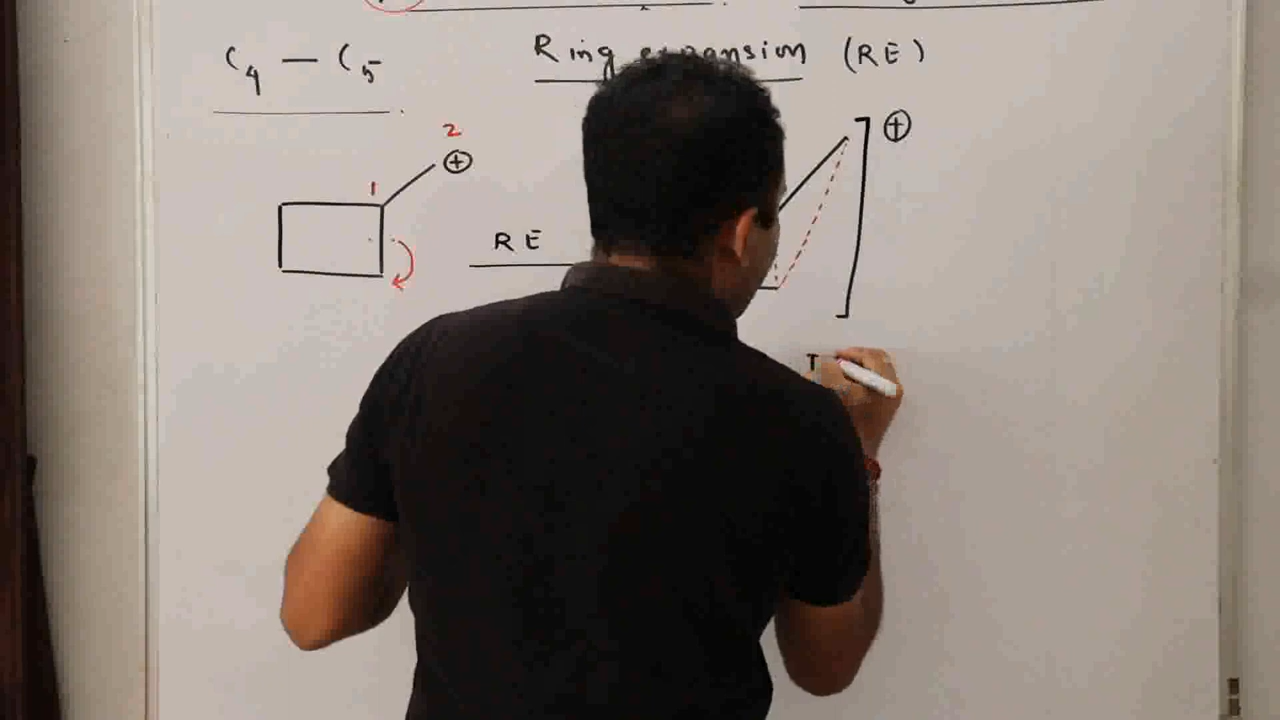 C4 – C5
Ring expansion (RE)
2
⊕
⊕
1
RE
T